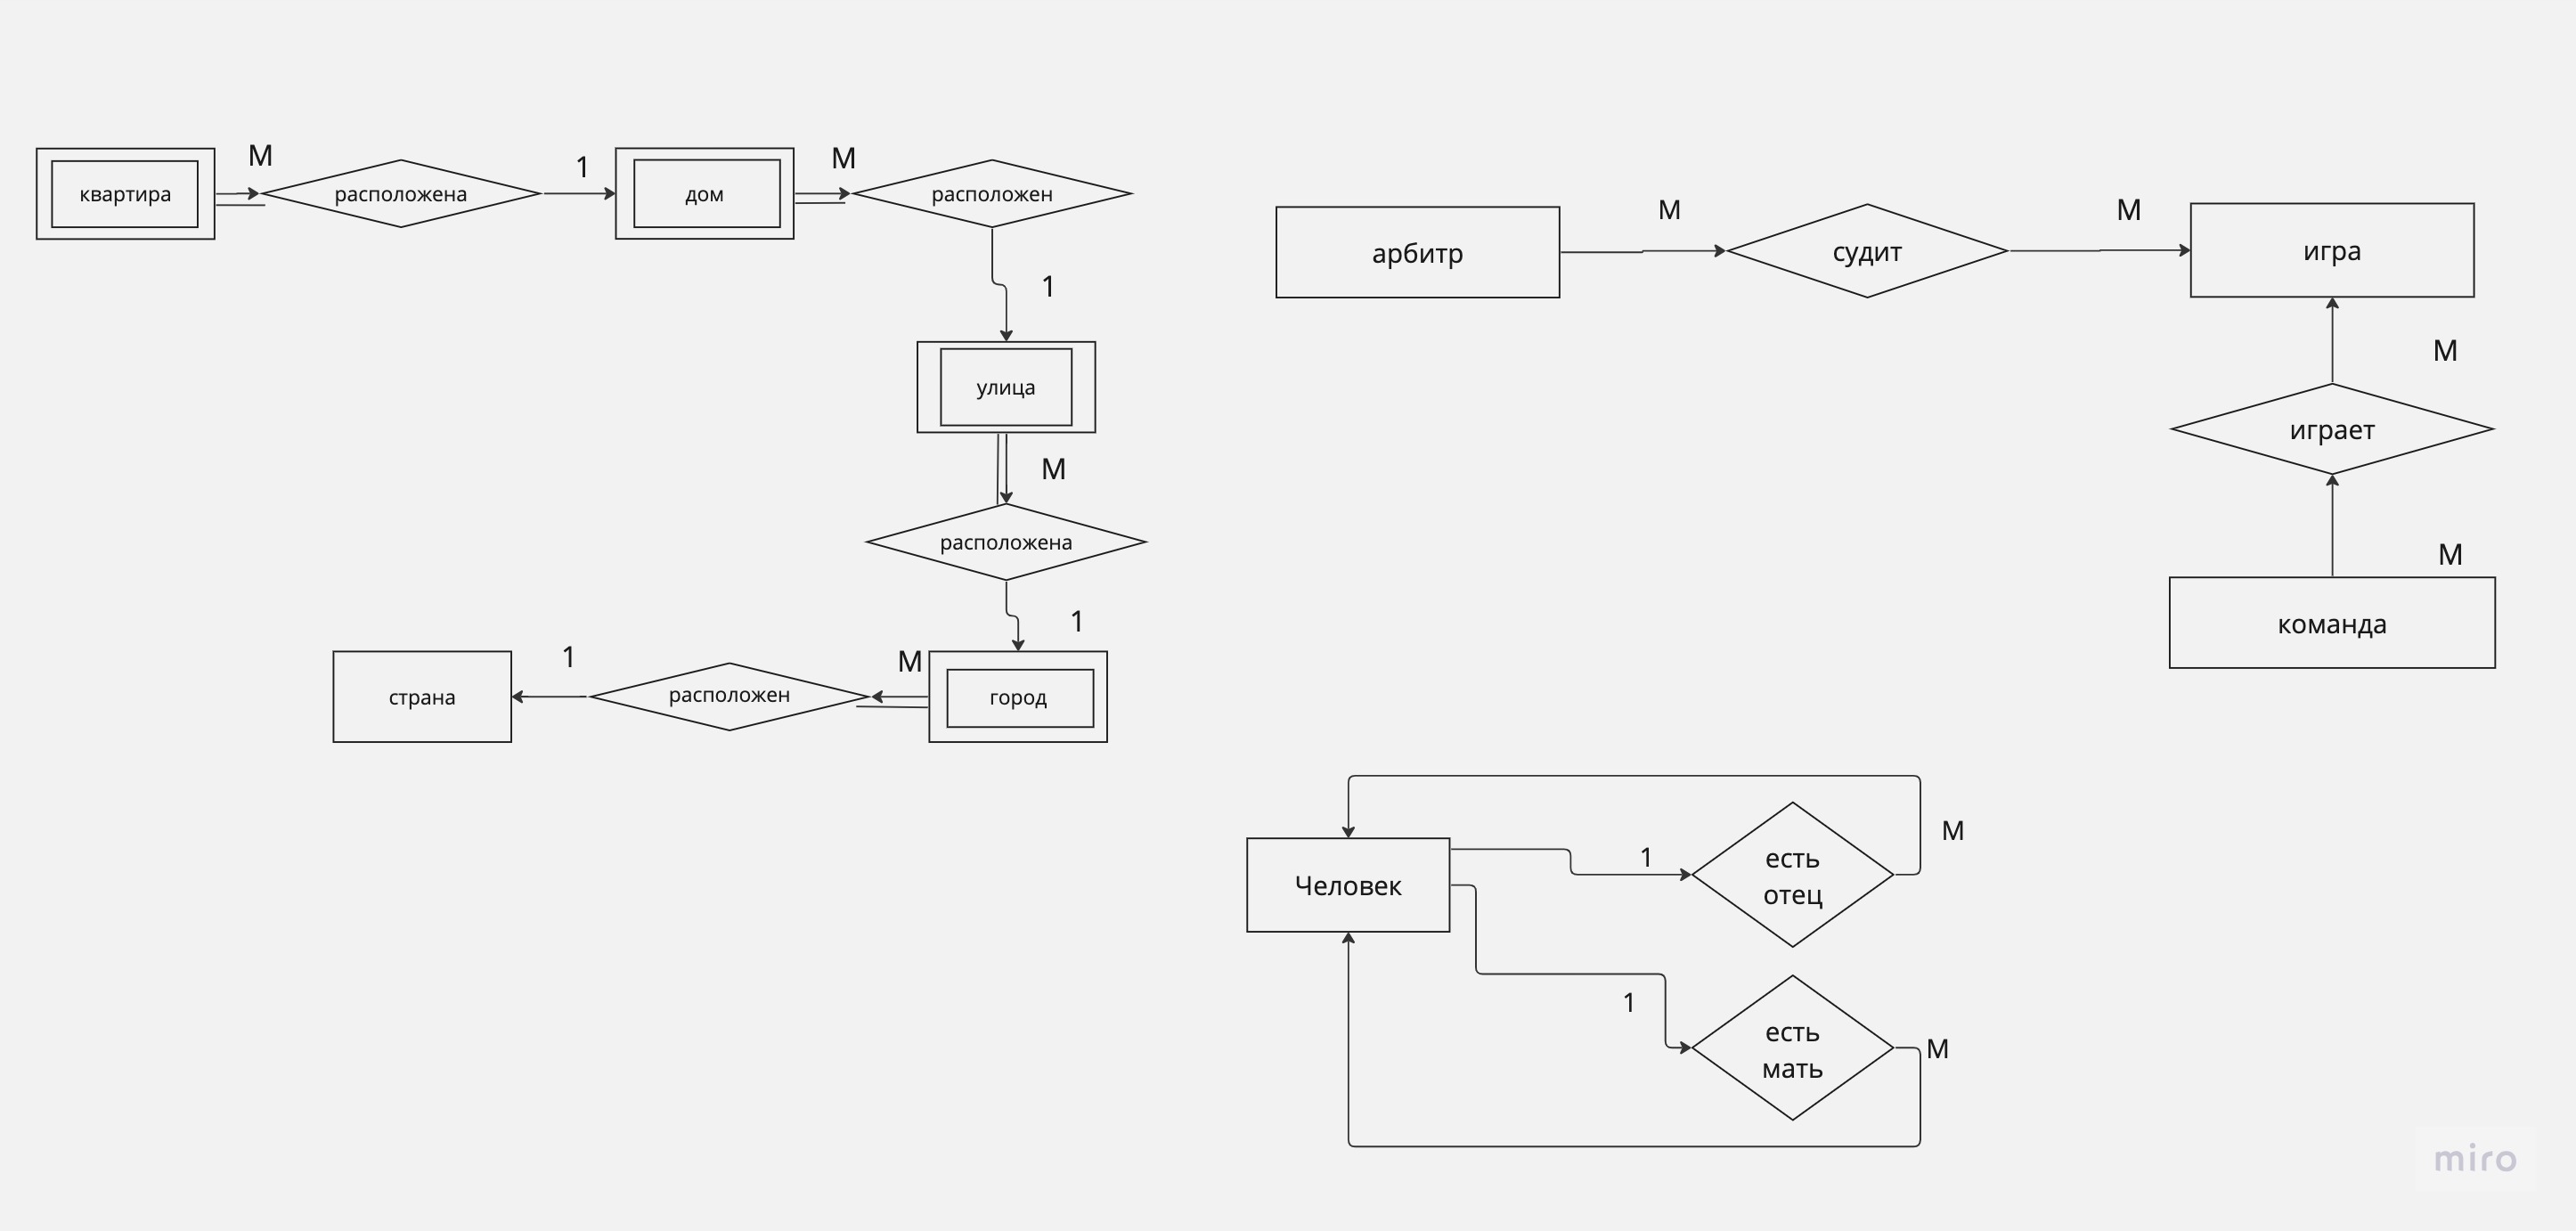 М
1
М
квартира
расположена
дом
расположен
1
улица
М
расположена
1
страна
1
расположен
М
город
М
М
арбитр
судит
игра
М
играет
М
команда
Человек
1
есть
отец
М
1
есть
мать
М
miro